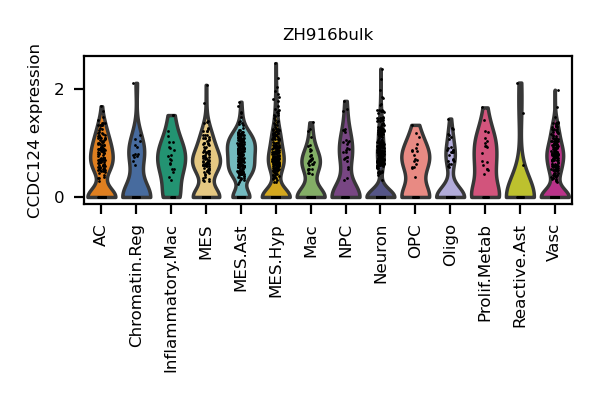 ZH916bulk
CCDC124 expression
2
0
AC
Chromatin.Reg
Inflammatory.Mac
MES
MES.Ast
MES.Hyp
Mac
NPC
Neuron
OPC
Oligo
Prolif.Metab
Reactive.Ast
Vasc